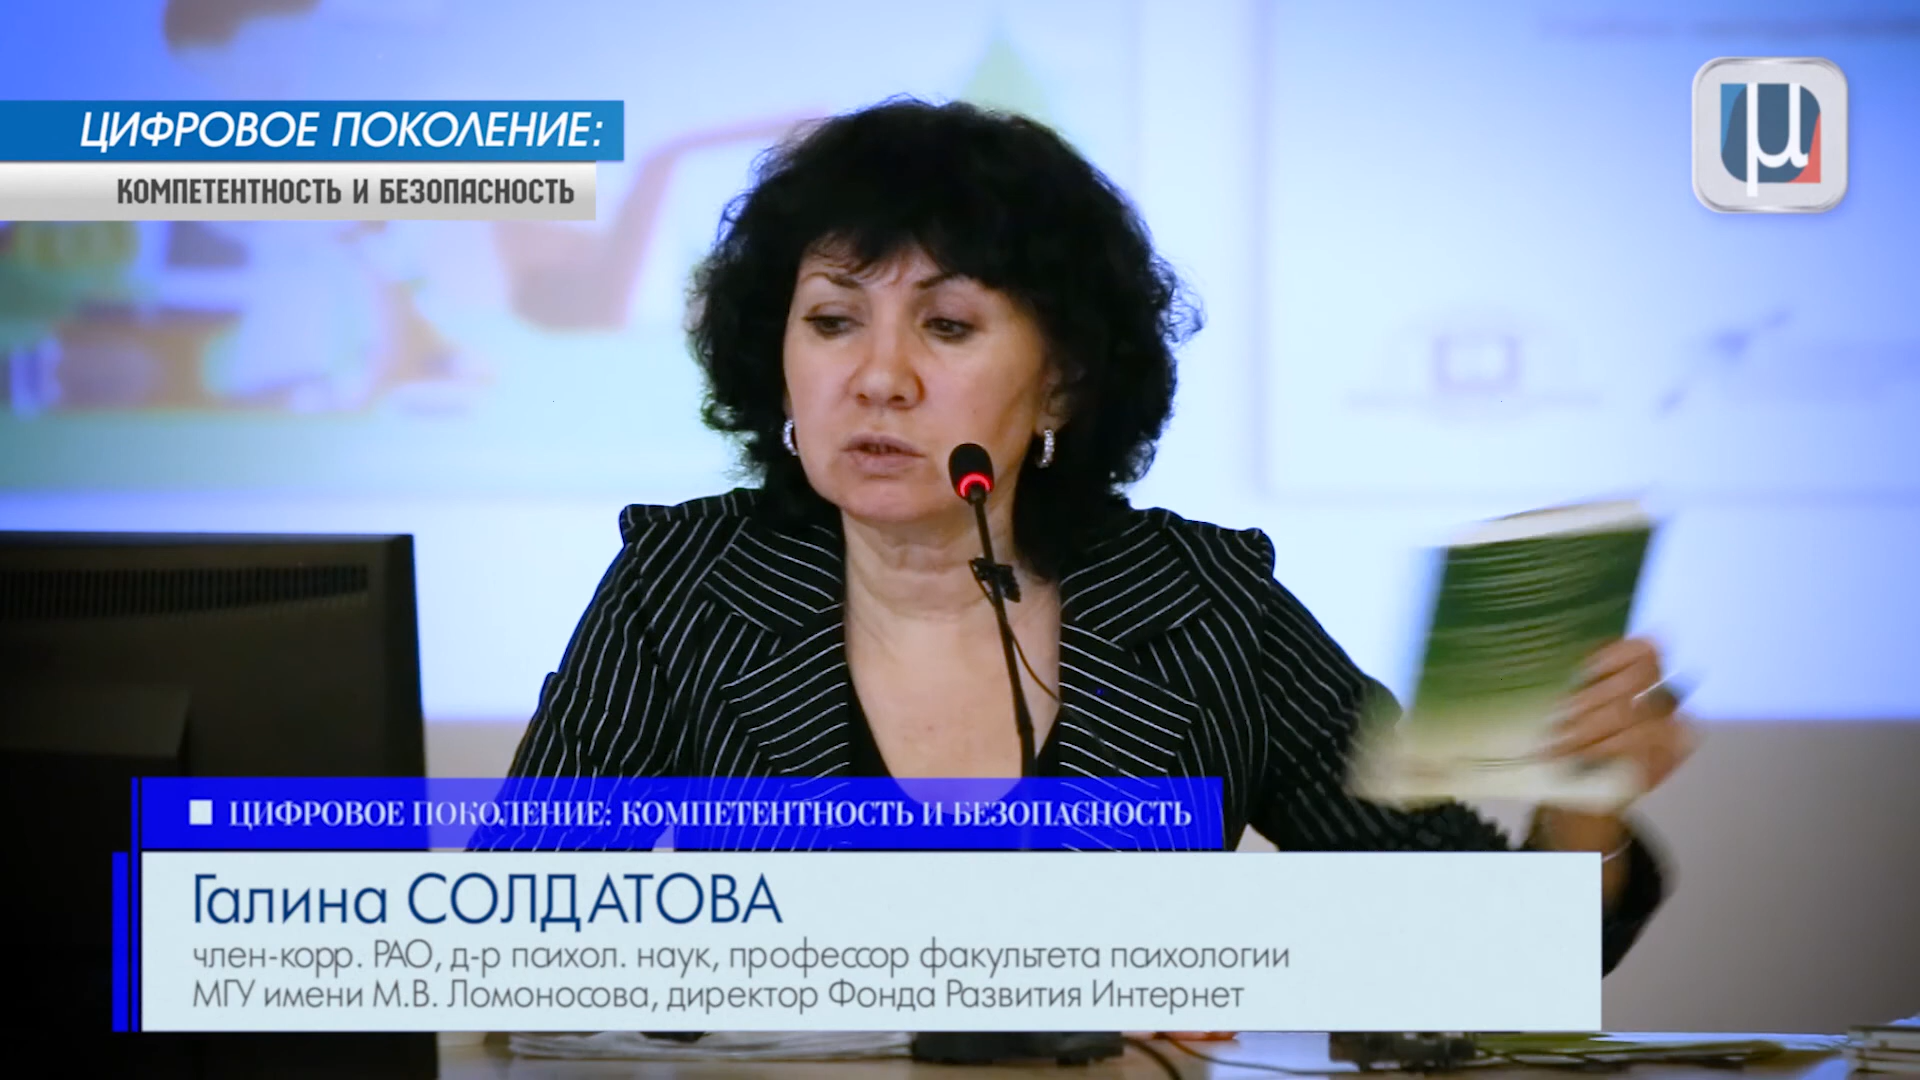 ЦИФРОВОЕ ПОКОЛЕНИЕ:
КОМПЕТЕНТНОСТЬ И БЕЗОПАСНОСТЬ
μ
ЦИФРОВОЕ ПОКОЛЕНИЕ: КОМПЕТЕНТНОСТЬ И БЕЗОПАСНОСТЬ
Галина СОЛДАТОВА
член-корр. РАО, д-р психол. наук, профессор факультета психологии
МГУ имени М.В. Ломоносова, директор Фонда Развития Интернет